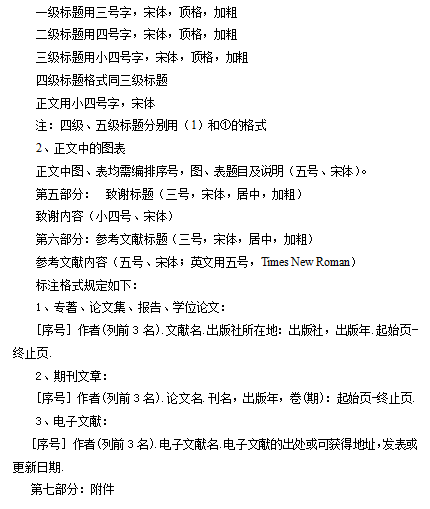 一级标题用三号字，宋体，顶格，加粗
二级标题用四号字，宋体，顶格，加粗
三级标题用小四号字，宋体，顶格，加粗
四级标题格式同三级标题
正文用小四号字，宋体
注：四级、五级标题分别用（1）和①的格式
2、正文中的图表
正文中图、表均需编排序号，图、表题目及说明（五号、宋体）。
第五部分： 致谢标题（三号，宋体，居中，加粗）
致谢内容（小四号、宋体）
第六部分：参考文献标题（三号，宋体，居中，加粗）
参考文献内容（五号、宋体；英文用五号，Times New Roman）
标注格式规定如下：
1、专著、论文集、报告、学位论文：
[序号] 作者(列前 3 名).文献名.出版社所在地：出版社，出版年.起始页-
终止页.
2、期刊文章：
[序号] 作者(列前 3 名).论文名.刊名，出版年，卷(期)：起始页-终止页.
3、电子文献：
[序号] 作者(列前 3 名).电子文献名.电子文献的出处或可获得地址，发表或
更新日期.
第七部分：附件